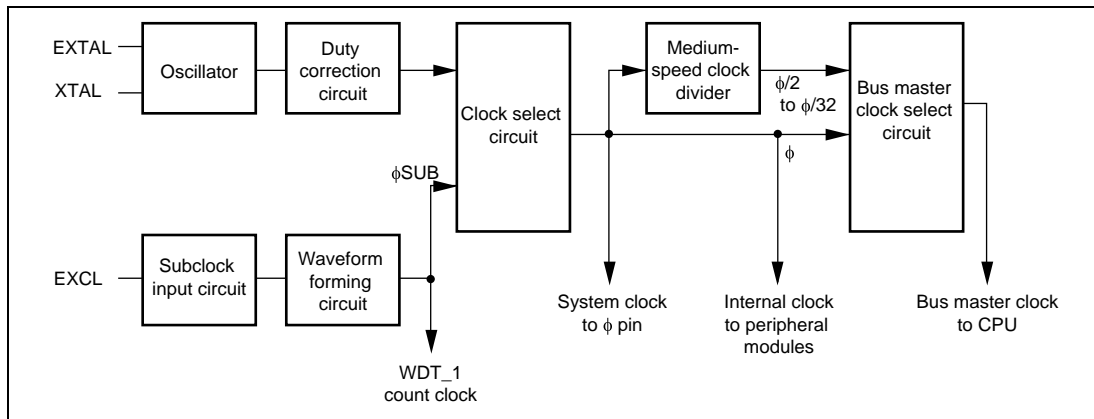 EXTAL
XTAL
Oscillator
Duty
correction
circuit
Clock select
circuit
Medium-
speed clock
divider
ϕ/2
to ϕ/32
Bus master
clock select
circuit
ϕ
ϕSUB
EXCL
Subclock
input circuit
Waveform
forming
circuit
System clock
to ϕ pin
Internal clock
to peripheral
modules
Bus master clock
to CPU
WDT_1
count clock